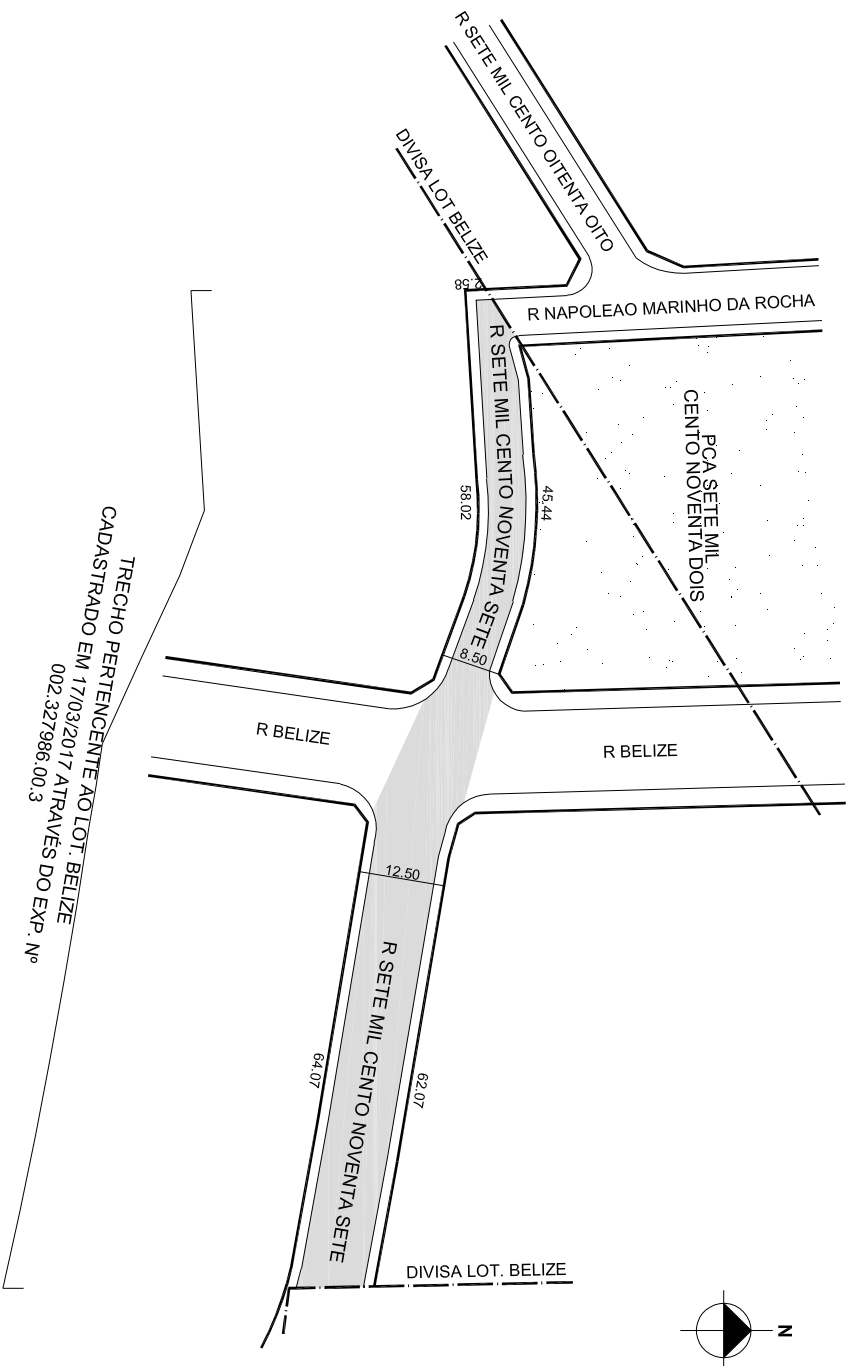 R SETE MIL CENTO OITENTA OITO
DIVISA LOT BELIZE
2.58
R NAPOLEAO MARINHO DA ROCHA
R SETE MIL CENTO NOVENTA SETE
PCA SETE MIL
CENTO NOVENTA DOIS
58.02
45.44
8.50
R BELIZE
R BELIZE
TRECHO PERTENCENTE AO LOT. BELIZE
CADASTRADO EM 17/03/2017 ATRAVÉS DO EXP. Nº
002.327986.00.3
12.50
R SETE MIL CENTO NOVENTA SETE
64.07
62.07
DIVISA LOT. BELIZE
N